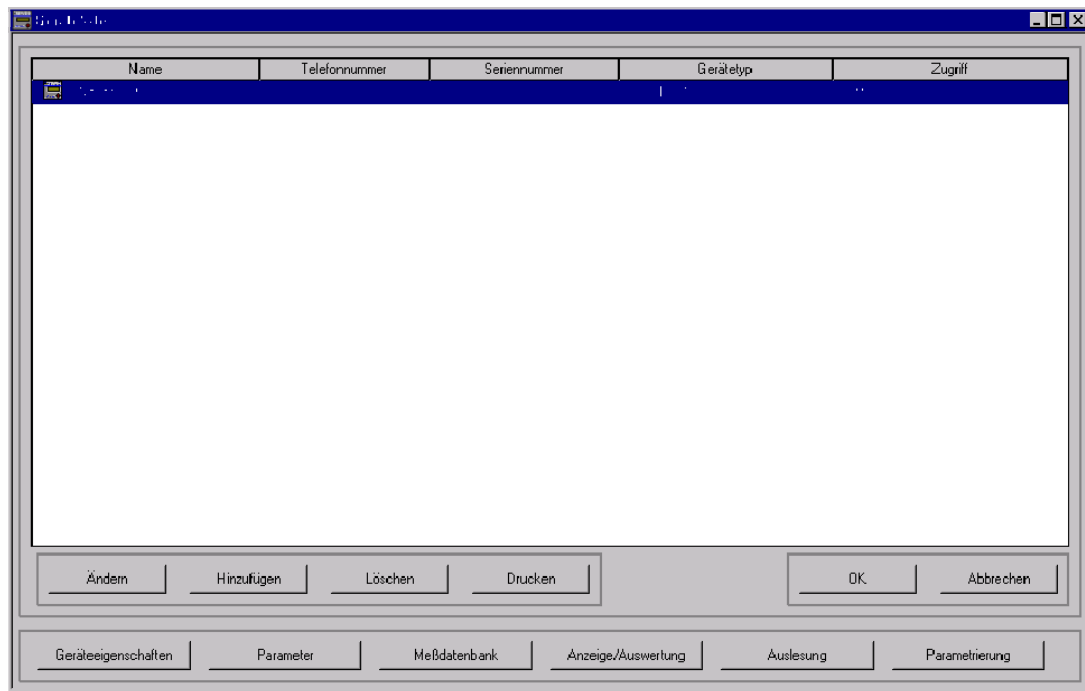 Name Telefonnummer Seriennummer Gerätetyp Zugriff
Ändern Hinzufügen Löschen Drucken OK Abbrechen
Geräteeigenschaften Parameter Meßdatenbank Anzeige/Auswertung Auslesung Parametrierung